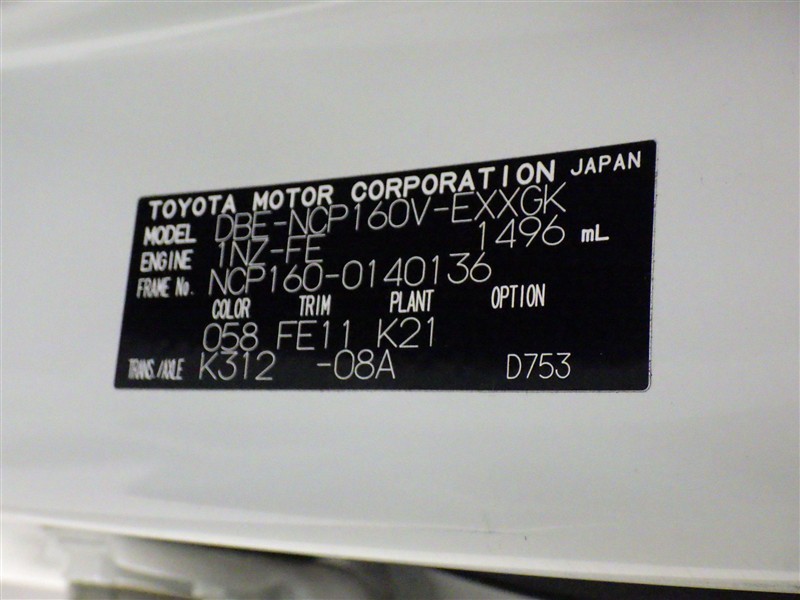 TOYOTA MOTOR CORPORATION JAPAN
MODEL DBE-NCP160V-EXXGK
ENGINE 1NZ-FE 1496 mL
FRAME No. NCP160-0140136
COLOR TRIM PLANT OPTION
058 FE11 K21
TRANS./AXLE K312 -08A D753